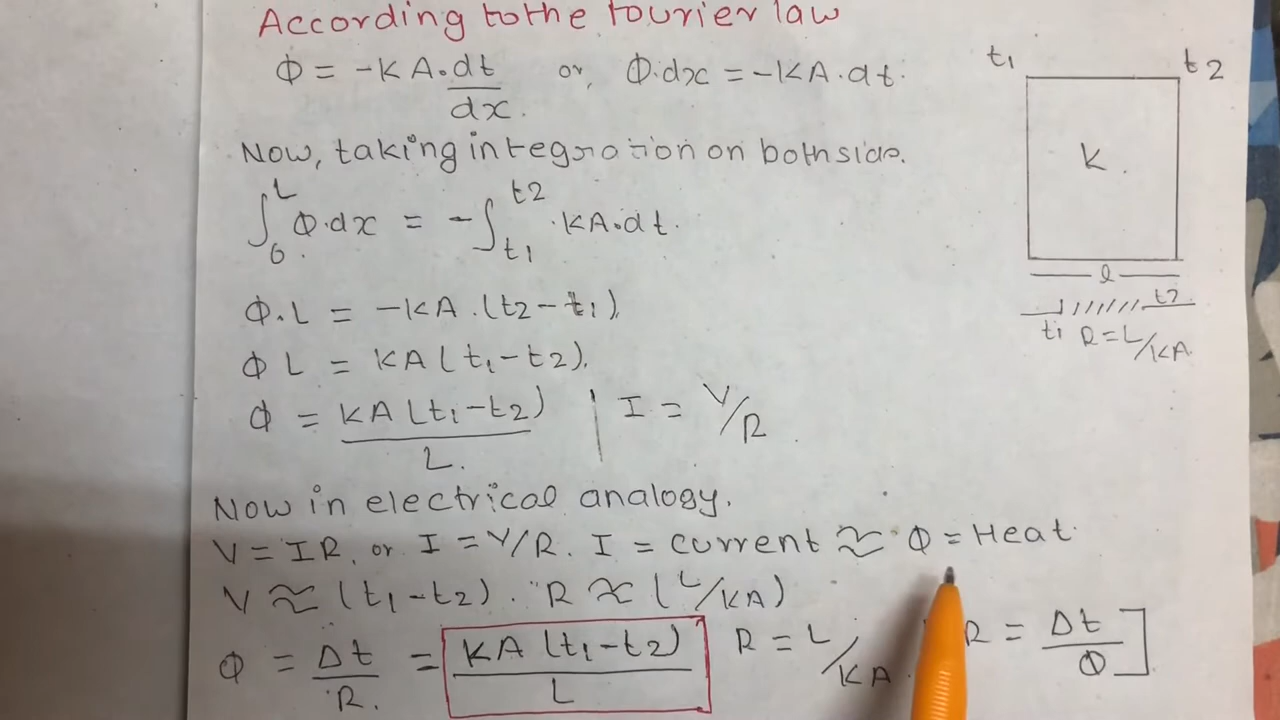 According to the fourier law
Φ = -KA.dt/dx. or, Φ.dx = -KA.dt.
Now, taking integration on both side.
∫₀ᴸ Φ.dx = -∫ₜ₁ᵗ² .KA.dt.
Φ.L = -KA.(t2-t1).
Φ L = KA(t1-t2).
Φ = KA(t1-t2)/L. | I = V/R.
Now in electrical analogy.
V = IR, or I = V/R. I = current ≈ Φ = Heat.
V ≈ (t1-t2). R ≈ (L/KA)
Φ = Δt/R. = KA(t1-t2)/L R = L/KA. R = Δt/Φ]
t1 t2
K.
l
t1 t2
R = L/KA.